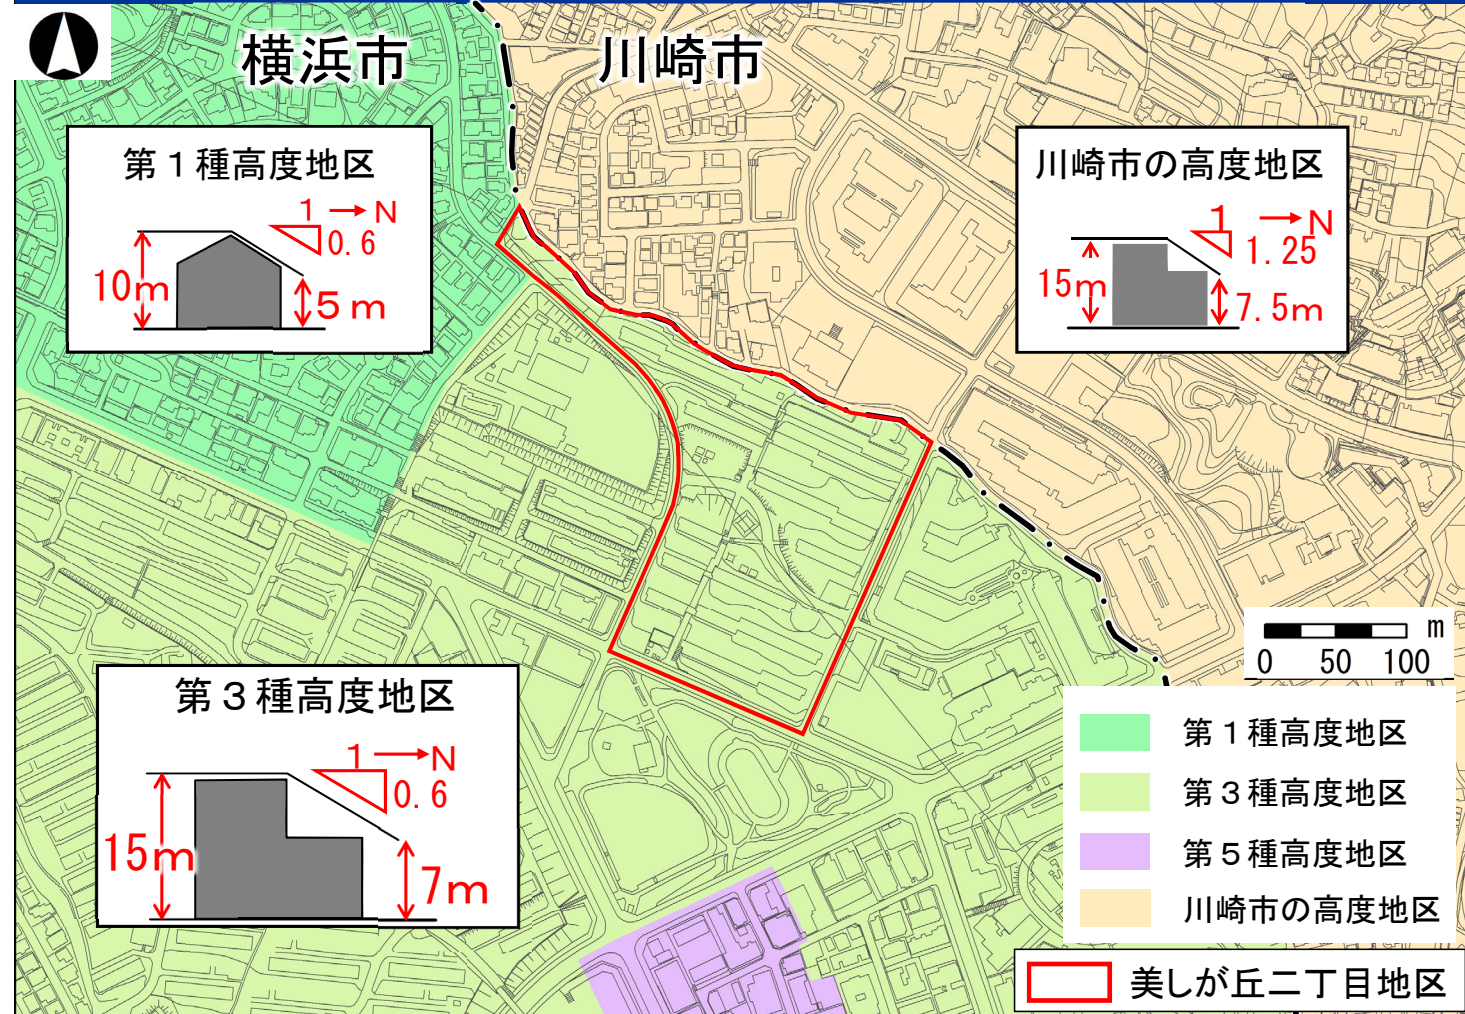 横浜市
川崎市
第1種高度地区
1 → N
0.6
10m
5m
川崎市の高度地区
1 → N
1.25
15m
7.5m
第3種高度地区
1 → N
0.6
15m
7m
m
0 50 100
第1種高度地区
第3種高度地区
第5種高度地区
川崎市の高度地区
美しが丘二丁目地区